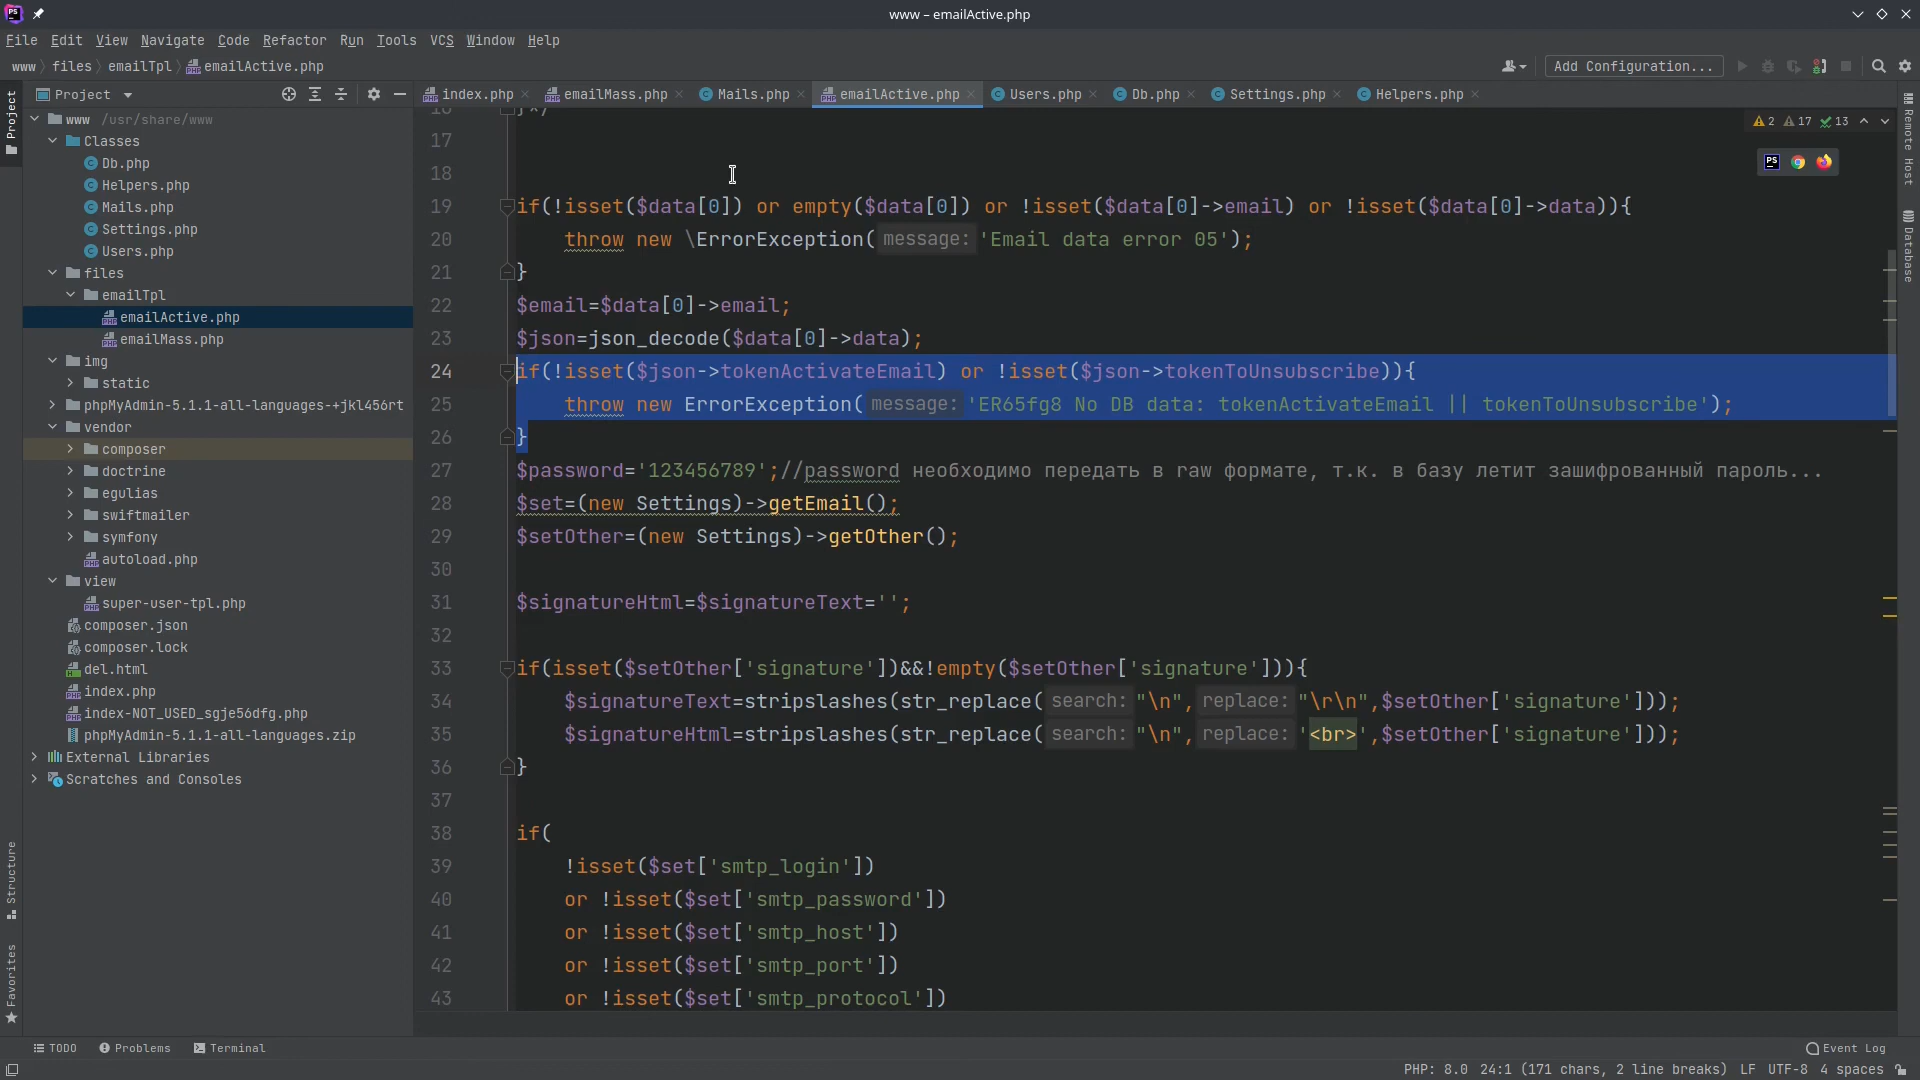 www – emailActive.php
File Edit View Navigate Code Refactor Run Tools VCS Window Help
www files emailTpl emailActive.php
Add Configuration...
Project
index.php emailMass.php Mails.php emailActive.php Users.php Db.php Settings.php Helpers.php
2 17 13
www /usr/share/www
Classes
Db.php
Helpers.php
Mails.php
Settings.php
Users.php
files
emailTpl
emailActive.php
emailMass.php
img
static
phpMyAdmin-5.1.1-all-languages-+jkl456rt
vendor
composer
doctrine
egulias
swiftmailer
symfony
autoload.php
view
super-user-tpl.php
composer.json
composer.lock
del.html
index.php
index-NOT_USED_sgje56dfg.php
phpMyAdmin-5.1.1-all-languages.zip
External Libraries
Scratches and Consoles
17
18
19 if(!isset($data[0]) or empty($data[0]) or !isset($data[0]->email) or !isset($data[0]->data)){
20 throw new \ErrorException( message: 'Email data error 05');
21 }
22 $email=$data[0]->email;
23 $json=json_decode($data[0]->data);
24 if(!isset($json->tokenActivateEmail) or !isset($json->tokenToUnsubscribe)){
25 throw new ErrorException( message: 'ER65fg8 No DB data: tokenActivateEmail || tokenToUnsubscribe');
26 }
27 $password='123456789';//password необходимо передать в raw формате, т.к. в базу летит зашифрованный пароль...
28 $set=(new Settings)->getEmail();
29 $setOther=(new Settings)->getOther();
30
31 $signatureHtml=$signatureText='';
32
33 if(isset($setOther['signature'])&&!empty($setOther['signature'])){
34 $signatureText=stripslashes(str_replace( search: "\n", replace: "\r\n",$setOther['signature']));
35 $signatureHtml=stripslashes(str_replace( search: "\n", replace: '<br>',$setOther['signature']));
36 }
37
38 if(
39 !isset($set['smtp_login'])
40 or !isset($set['smtp_password'])
41 or !isset($set['smtp_host'])
42 or !isset($set['smtp_port'])
43 or !isset($set['smtp_protocol'])
Project
Structure
Favorites
Remote Host
Database
TODO Problems Terminal Event Log
PHP: 8.0 24:1 (171 chars, 2 line breaks) LF UTF-8 4 spaces